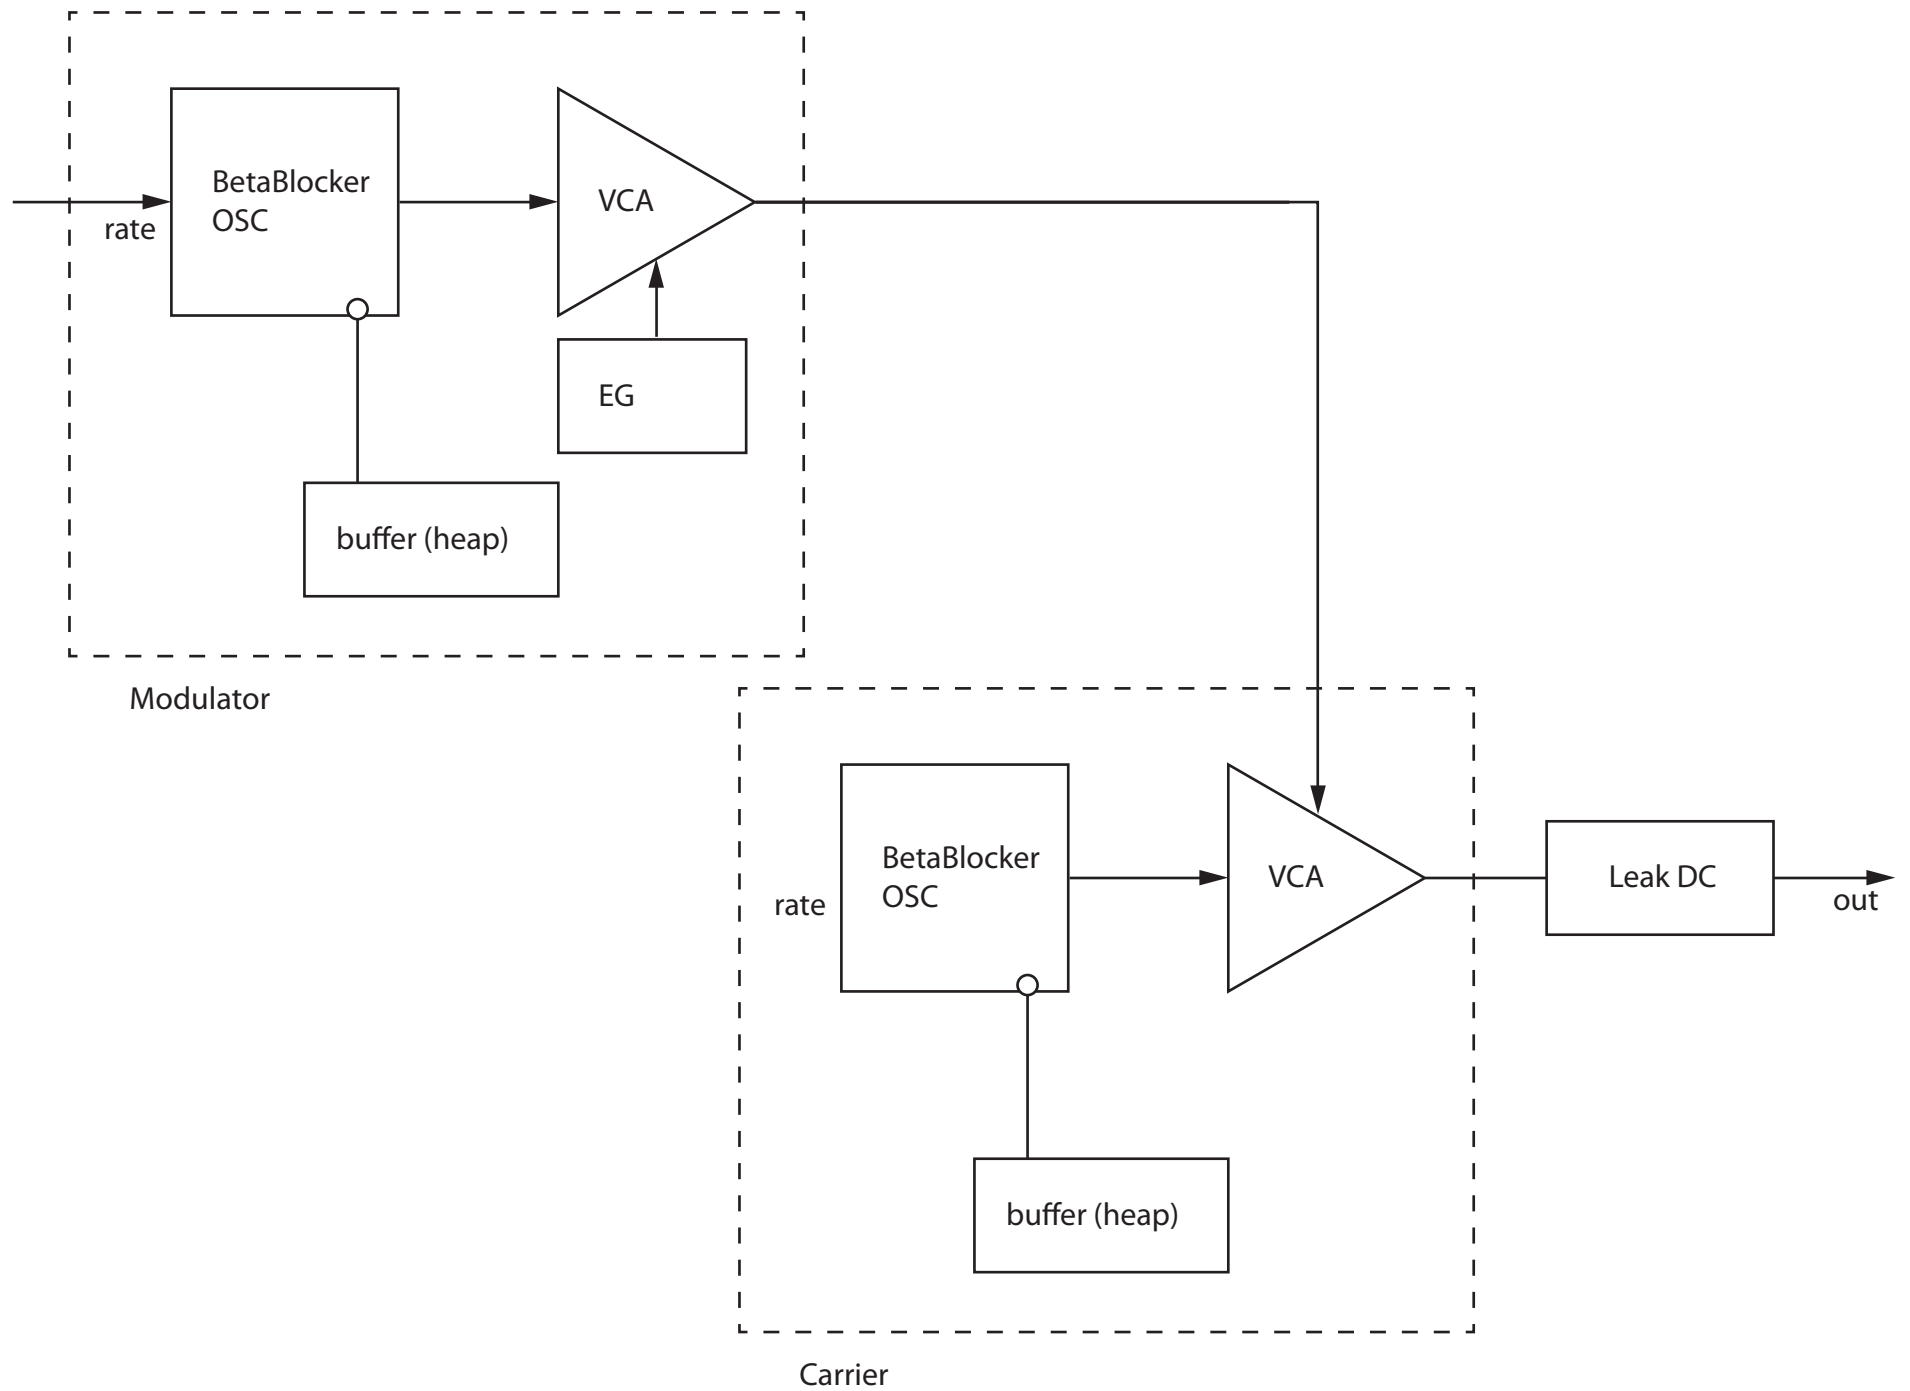 BetaBlocker
OSC
rate
VCA
EG
buffer (heap)
Modulator
BetaBlocker
OSC
rate
VCA
Leak DC
out
buffer (heap)
Carrier